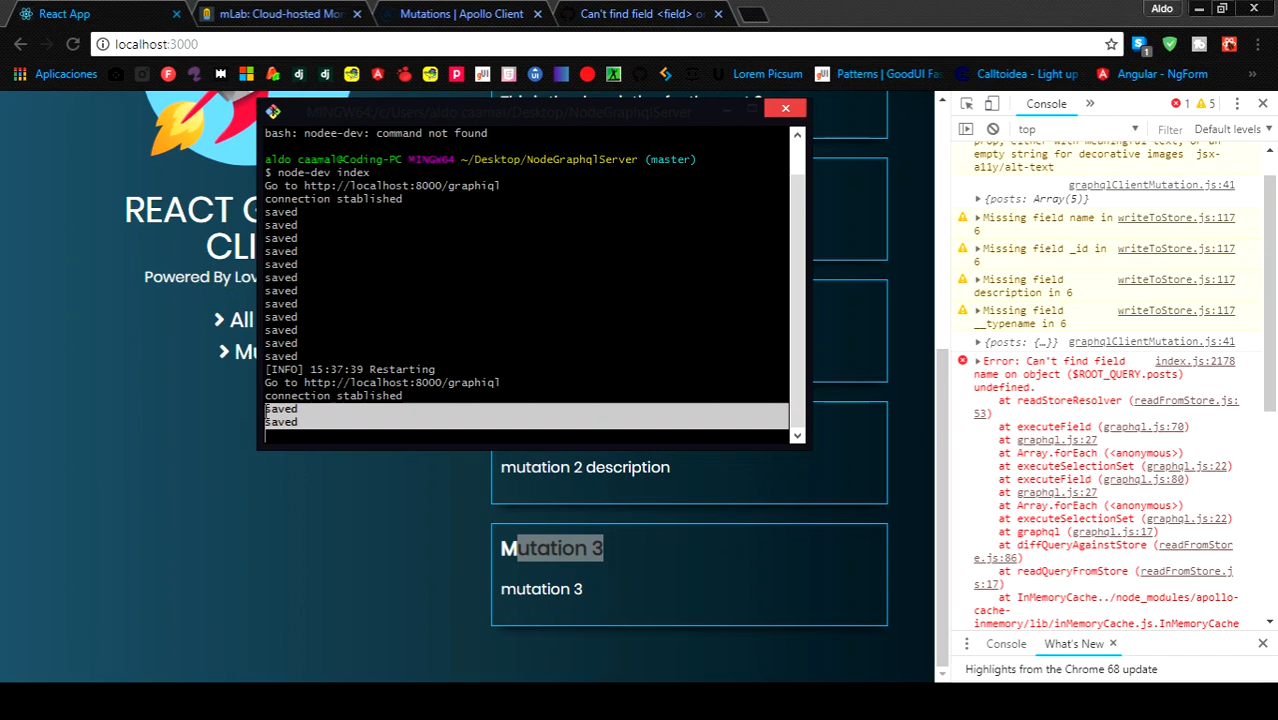 React App
mLab: Cloud-hosted Mon
Mutations | Apollo Client
Can't find field <field> on
Aldo
localhost:3000
Aplicaciones
Lorem Picsum
Patterns | GoodUI Fas
Calltoidea - Light up
Angular - NgForm
REACT G
CLI
Powered By Lov
All
Mu
MINGW64:/c/Users/aldo caamal/Desktop/NodeGraphqlServer
bash: nodee-dev: command not found
aldo caamal@Coding-PC MINGW64 ~/Desktop/NodeGraphqlServer (master)
$ node-dev index
Go to http://localhost:8000/graphiql
connection stablished
saved
saved
saved
saved
saved
saved
saved
saved
saved
saved
saved
saved
[INFO] 15:37:39 Restarting
Go to http://localhost:8000/graphiql
connection stablished
saved
saved
mutation 2 description
Mutation 3
mutation 3
Console
1
5
top
Filter
Default levels
prop, either with meaningful text, or an
empty string for decorative images jsx-
a11y/alt-text
graphqlClientMutation.js:41
{posts: Array(5)}
Missing field name in writeToStore.js:117
6
Missing field _id in writeToStore.js:117
6
Missing field writeToStore.js:117
description in 6
Missing field writeToStore.js:117
__typename in 6
{posts: {…}} graphqlClientMutation.js:41
Error: Can't find field index.js:2178
name on object ($ROOT_QUERY.posts)
undefined.
at readStoreResolver (readFromStore.js:
53)
at executeField (graphql.js:70)
at graphql.js:27
at Array.forEach (<anonymous>)
at executeSelectionSet (graphql.js:22)
at executeField (graphql.js:80)
at graphql.js:27
at Array.forEach (<anonymous>)
at executeSelectionSet (graphql.js:22)
at graphql (graphql.js:17)
at diffQueryAgainstStore (readFromStor
e.js:86)
at readQueryFromStore (readFromStore.j
s:17)
at InMemoryCache../node_modules/apollo-
cache-
inmemory/lib/inMemoryCache.js.InMemoryCache
Console
What's New
Highlights from the Chrome 68 update